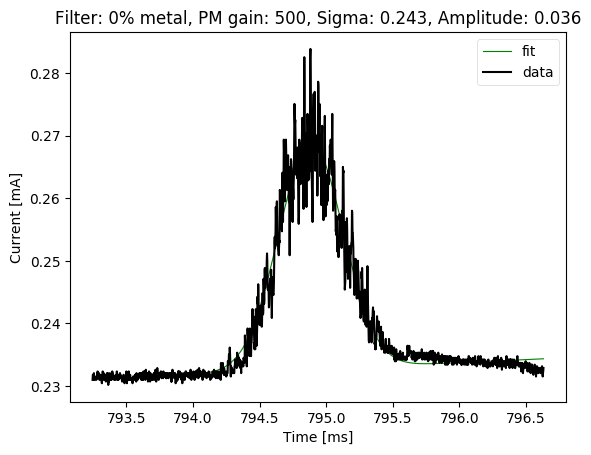 Filter: 0% metal, PM gain: 500, Sigma: 0.243, Amplitude: 0.036
fit
data
0.28
0.27
0.26
0.25
0.24
0.23
Current [mA]
793.5 794.0 794.5 795.0 795.5 796.0 796.5
Time [ms]